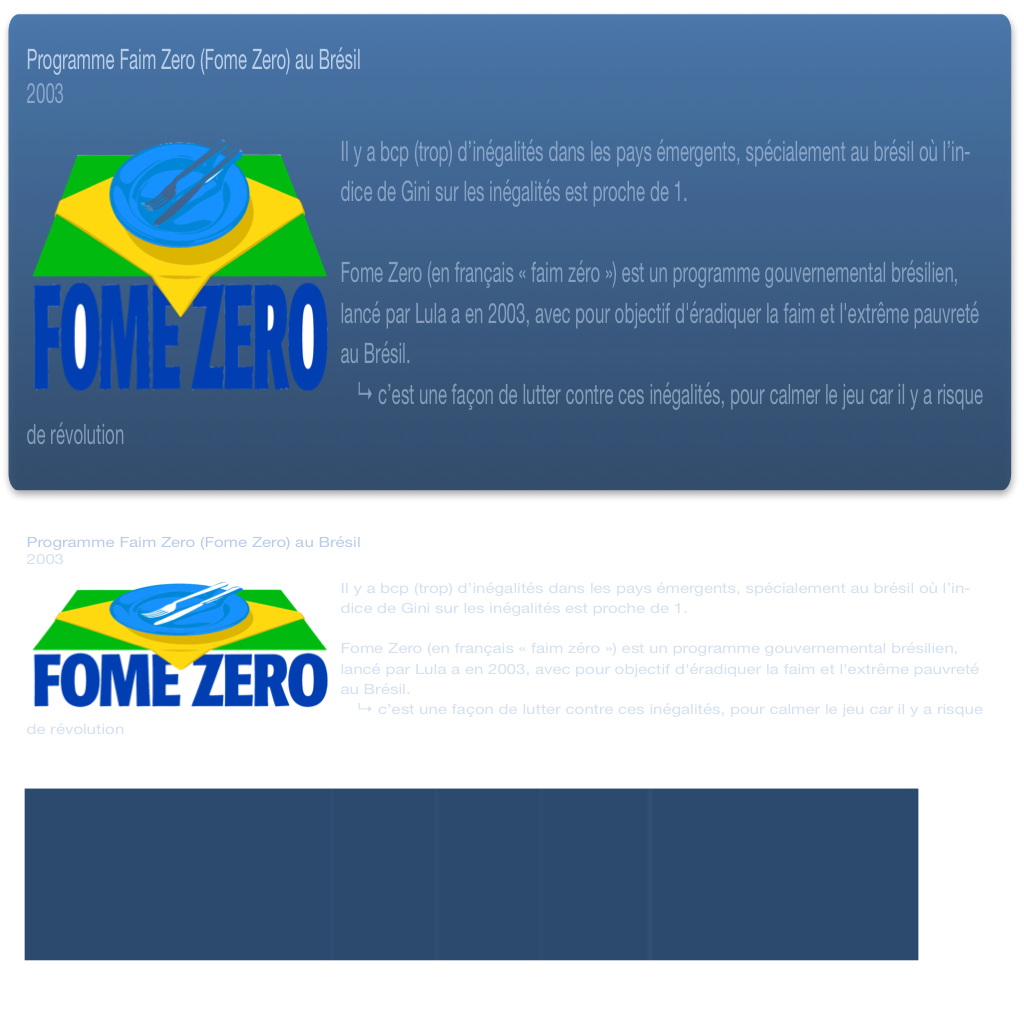 Programme Faim Zero (Fome Zero) au Brésil
2003
Il y a bcp (trop) d’inégalités dans les pays émergents, spécialement au brésil où l’in-
dice de Gini sur les inégalités est proche de 1.
Fome Zero (en français « faim zéro ») est un programme gouvernemental brésilien,
lancé par Lula a en 2003, avec pour objectif d'éradiquer la faim et l'extrême pauvreté
au Brésil.
↳ c’est une façon de lutter contre ces inégalités, pour calmer le jeu car il y a risque
de révolution
FOME ZERO
Programme Faim Zero (Fome Zero) au Brésil
2003
Il y a bcp (trop) d’inégalités dans les pays émergents, spécialement au brésil où l’in-
dice de Gini sur les inégalités est proche de 1.
Fome Zero (en français « faim zéro ») est un programme gouvernemental brésilien,
lancé par Lula a en 2003, avec pour objectif d'éradiquer la faim et l'extrême pauvreté
au Brésil.
↳ c’est une façon de lutter contre ces inégalités, pour calmer le jeu car il y a risque
de révolution
FOME ZERO